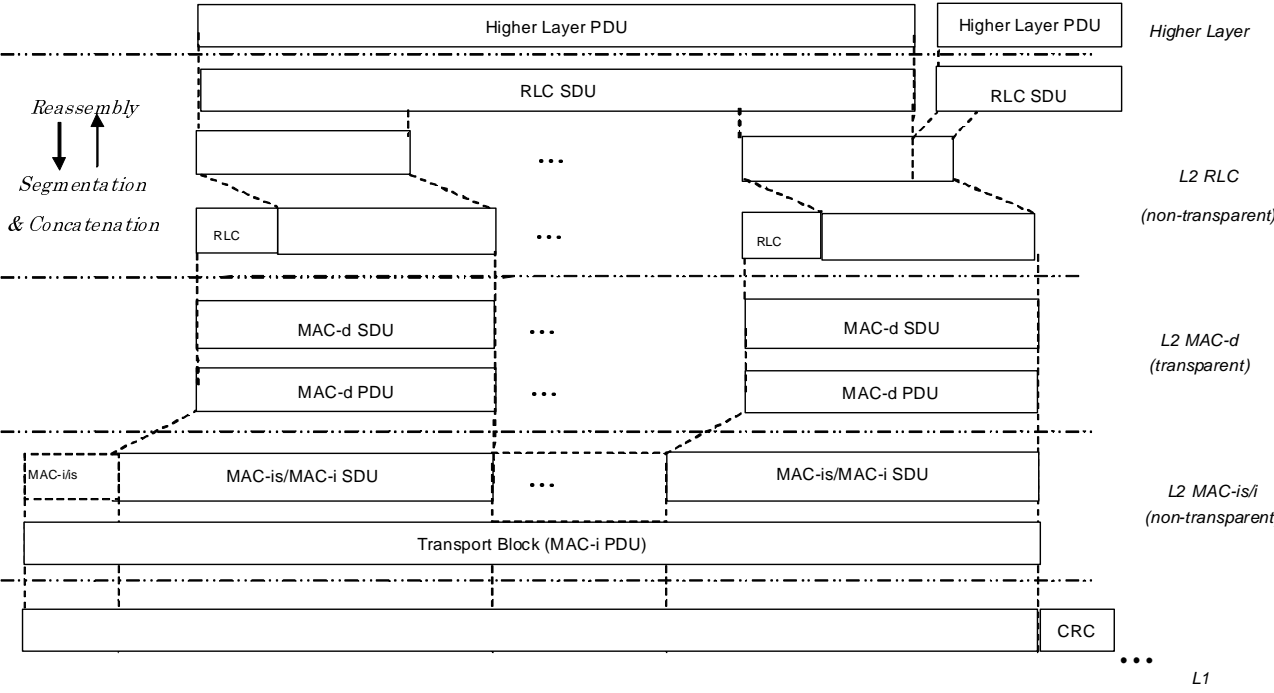 Higher Layer PDU
Higher Layer PDU
Higher Layer
RLC SDU
RLC SDU
Reassembly
Segmentation
& Concatenation
...
L2 RLC
(non-transparent)
RLC
...
RLC
MAC-d SDU
...
MAC-d SDU
L2 MAC-d
(transparent)
MAC-d PDU
...
MAC-d PDU
MAC-i/is
MAC-is/MAC-i SDU
...
MAC-is/MAC-i SDU
L2 MAC-is/i
(non-transparent
Transport Block (MAC-i PDU)
CRC
...
L1